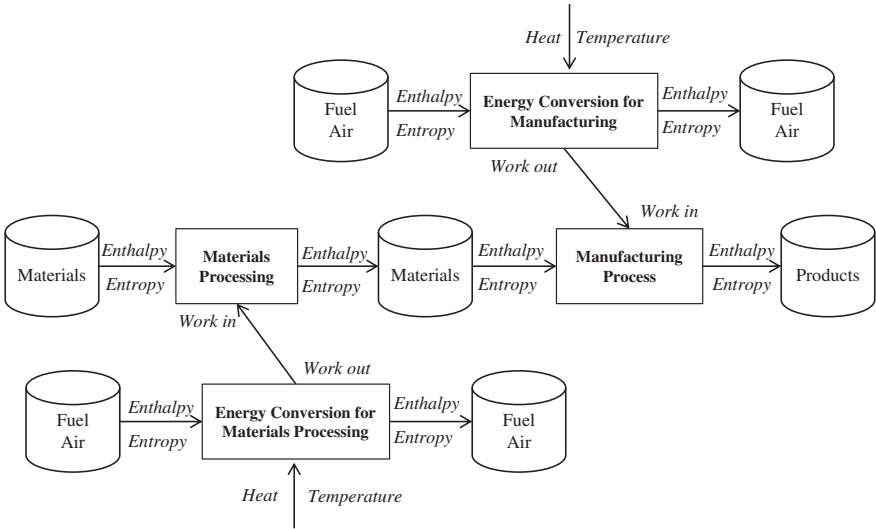 Heat Temperature
Fuel
Air
Enthalpy
Entropy
Energy Conversion for
Manufacturing
Enthalpy
Entropy
Fuel
Air
Work out
Work in
Materials
Enthalpy
Entropy
Materials
Processing
Enthalpy
Entropy
Materials
Enthalpy
Entropy
Manufacturing
Process
Enthalpy
Entropy
Products
Work in
Work out
Fuel
Air
Enthalpy
Entropy
Energy Conversion for
Materials Processing
Enthalpy
Entropy
Fuel
Air
Heat Temperature